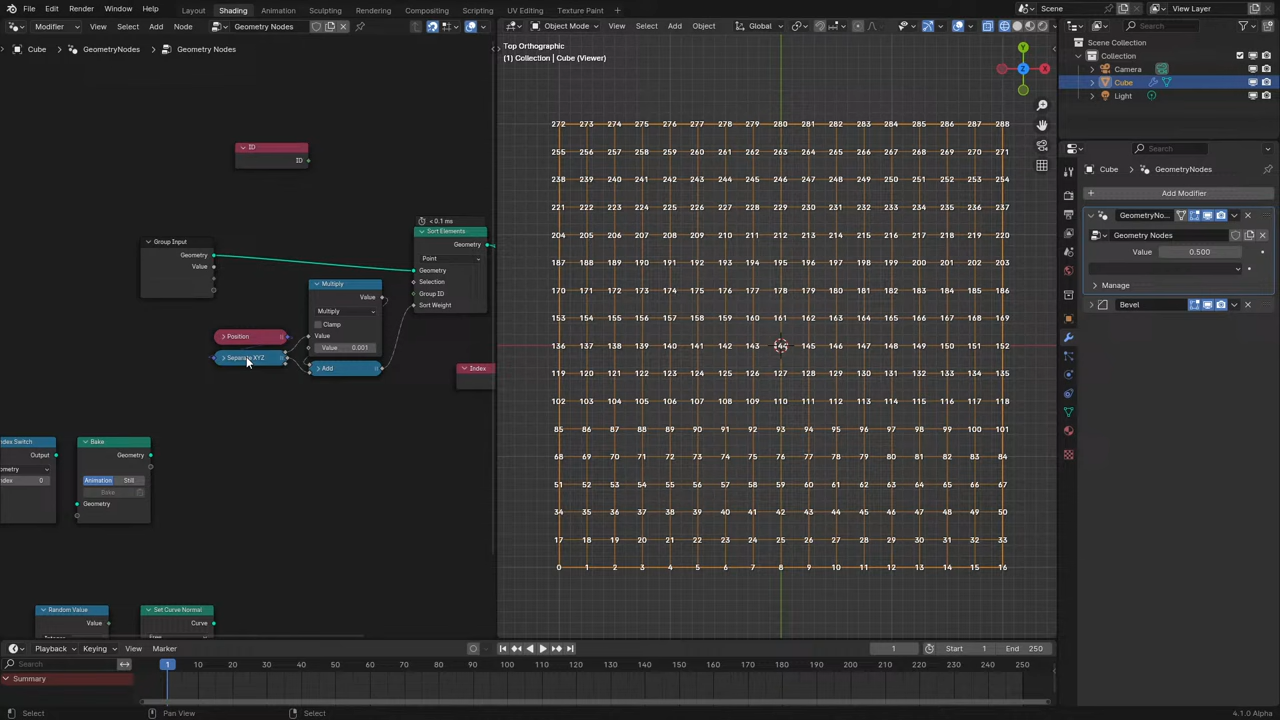 File Edit Render Window Help Layout Shading Animation Sculpting Rendering Compositing Scripting UV Editing Texture Paint Scene View Layer
Modifier Edit View Select Add Node Geometry Nodes Object Mode View Select Add Object Global Search
Cube GeometryNodes Geometry Nodes
Top Orthographic
(1) Collection | Cube (Viewer)
Y
X
Z
Scene Collection
Collection
Camera
Cube
Light
Search
Cube GeometryNodes
Add Modifier
GeometryNo...
Geometry Nodes
Value 0.500
Manage
Bevel
ID
ID
Group Input
Geometry
Value
< 0.1 ms
Sort Elements
Geometry
Point
Geometry
Selection
Group ID
Sort Weight
Multiply
Value
Multiply
Clamp
Value
Value 0.001
Position
Separate XYZ
Add
Index
Index Switch
Output
Index 0
Bake
Geometry
Animation Still
Bake
Geometry
Random Value
Value
Set Curve Normal
Curve
272 273 274 275 276 277 278 279 280 281 282 283 284 285 286 287 288
255 256 257 258 259 260 261 262 263 264 265 266 267 268 269 270 271
238 239 240 241 242 243 244 245 246 247 248 249 250 251 252 253 254
221 222 223 224 225 226 227 228 229 230 231 232 233 234 235 236 237
204 205 206 207 208 209 210 211 212 213 214 215 216 217 218 219 220
187 188 189 190 191 192 193 194 195 196 197 198 199 200 201 202 203
170 171 172 173 174 175 176 177 178 179 180 181 182 183 184 185 186
153 154 155 156 157 158 159 160 161 162 163 164 165 166 167 168 169
136 137 138 139 140 141 142 143 145 146 147 148 149 150 151 152
119 120 121 122 123 124 125 126 127 128 129 130 131 132 133 134 135
102 103 104 105 106 107 108 109 110 111 112 113 114 115 116 117 118
85 86 87 88 89 90 91 92 93 94 95 96 97 98 99 100 101
68 69 70 71 72 73 74 75 76 77 78 79 80 81 82 83 84
51 52 53 54 55 56 57 58 59 60 61 62 63 64 65 66 67
34 35 36 37 38 39 40 41 42 43 44 45 46 47 48 49 50
17 18 19 20 21 22 23 24 25 26 27 28 29 30 31 32 33
0 1 2 3 4 5 6 7 8 9 10 11 12 13 14 15 16
Playback Keying View Marker 1 Start 1 End 250
Search 1 10 20 30 40 50 60 70 80 90 100 110 120 130 140 150 160 170 180 190 200 210 220 230 240 250
Summary
Select Pan View Select 4.1.0 Alpha